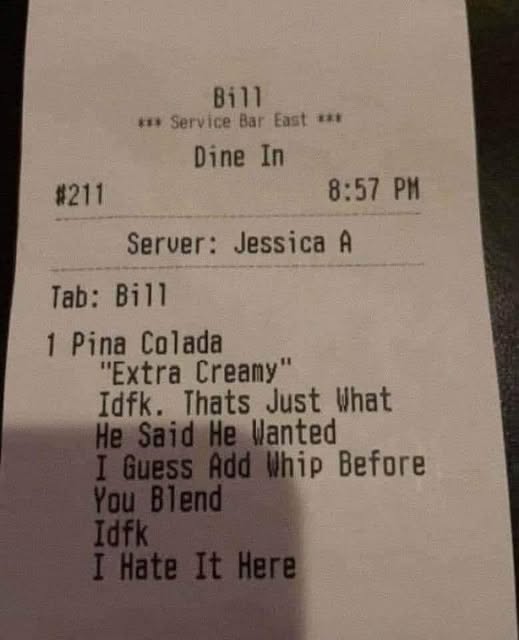 Bill
*** Service Bar East ***
Dine In
#211 8:57 PM
Server: Jessica A
Tab: Bill
1 Pina Colada
"Extra Creamy"
Idfk. Thats Just What
He Said He Wanted
I Guess Add Whip Before
You Blend
Idfk
I Hate It Here